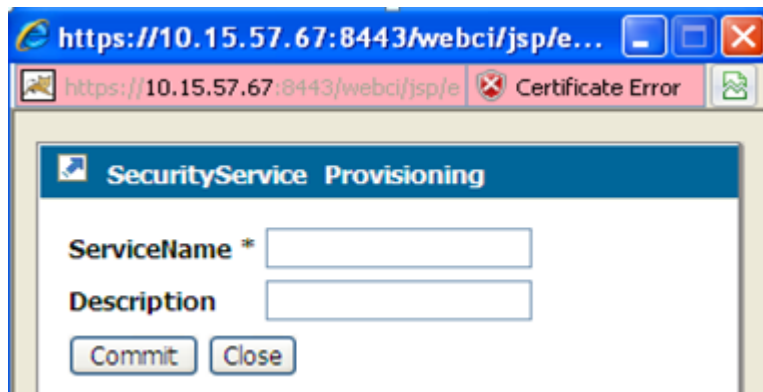 https://10.15.57.67:8443/webci/jsp/e...
https://10.15.57.67:8443/webci/jsp/e Certificate Error
SecurityService Provisioning
ServiceName *
Description
Commit Close